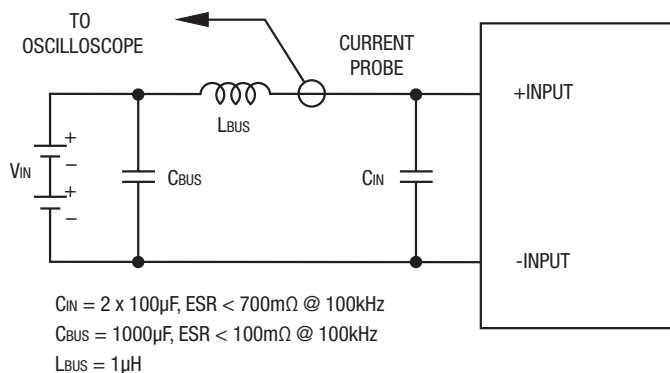 TO
OSCILLOSCOPE
CURRENT
PROBE
+INPUT
LBUS
+
VIN
–
+
–
CBUS
CIN
-INPUT
CIN = 2 x 100µF, ESR < 700mΩ @ 100kHz
CBUS = 1000µF, ESR < 100mΩ @ 100kHz
LBUS = 1µH